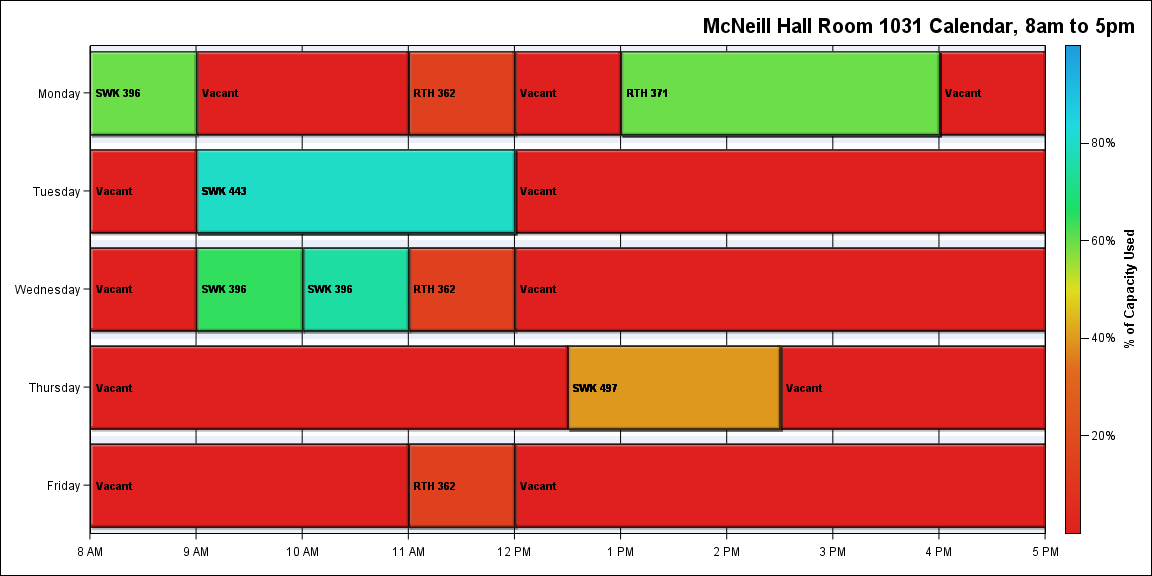 McNeill Hall Room 1031 Calendar, 8am to 5pm
Monday
SWK 396
Vacant
RTH 362
Vacant
RTH 371
Vacant
Tuesday
Vacant
SWK 443
Vacant
Wednesday
Vacant
SWK 396
SWK 396
RTH 362
Vacant
Thursday
Vacant
SWK 497
Vacant
Friday
Vacant
RTH 362
Vacant
8 AM
9 AM
10 AM
11 AM
12 PM
1 PM
2 PM
3 PM
4 PM
5 PM
80%
60%
40%
20%
% of Capacity Used